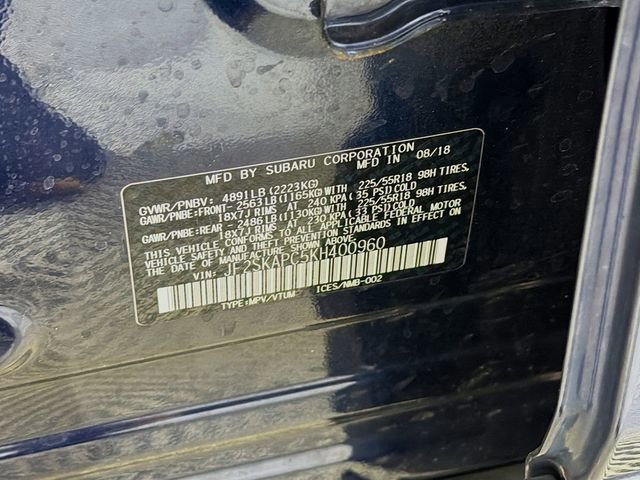 MFD BY SUBARU CORPORATION
MFD IN 08/18
GVWR/PNBV: 4891LB(2223KG)
GAWR/PNBE: FRONT- 2563LB(1165KG)WITH 225/55R18 98H TIRES,
18X7J RIMS AT 240 KPA(35 PSI)COLD
GAWR/PNBE: REAR - 2486LB(1130KG)WITH 225/55R18 98H TIRES,
18X7J RIMS AT 230 KPA(33 PSI)COLD
THIS VEHICLE CONFORMS TO ALL APPLICABLE FEDERAL MOTOR
VEHICLE SAFETY STANDARDS IN EFFECT ON THE
DATE OF MANUFACTURE SHOWN ABOVE.
VIN: JF2SKAPC5KH400960
TYPE:MPV/VTUM ICES/NMB-002